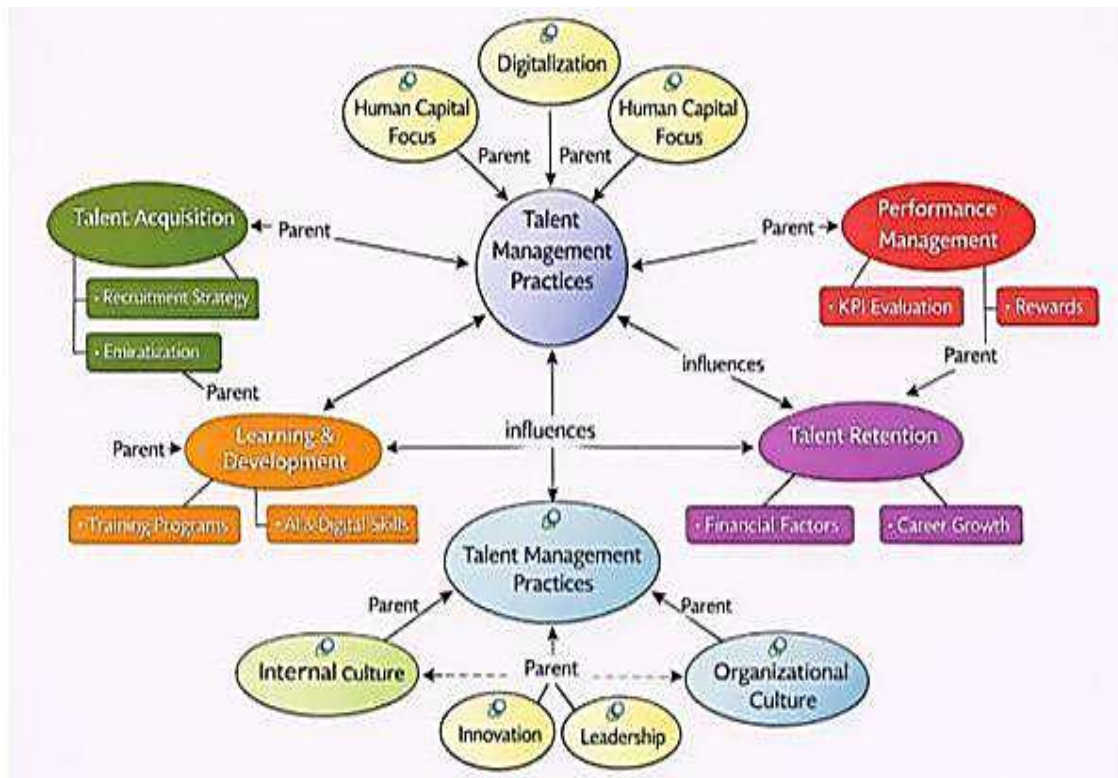 Digitalization
Human Capital
Focus
Human Capital
Focus
Parent
Parent
Talent
Management
Practices
Talent Acquisition
Parent
Recruitment Strategy
Emiratization
Parent
Performance
Management
Parent
KPI Evaluation
Rewards
Parent
influences
Learning &
Development
Parent
influences
Talent Retention
Training Programs
AI & Digital Skills
Financial Factors
Career Growth
Talent Management
Practices
Parent
Parent
Internal Culture
Parent
Organizational
Culture
Innovation
Leadership